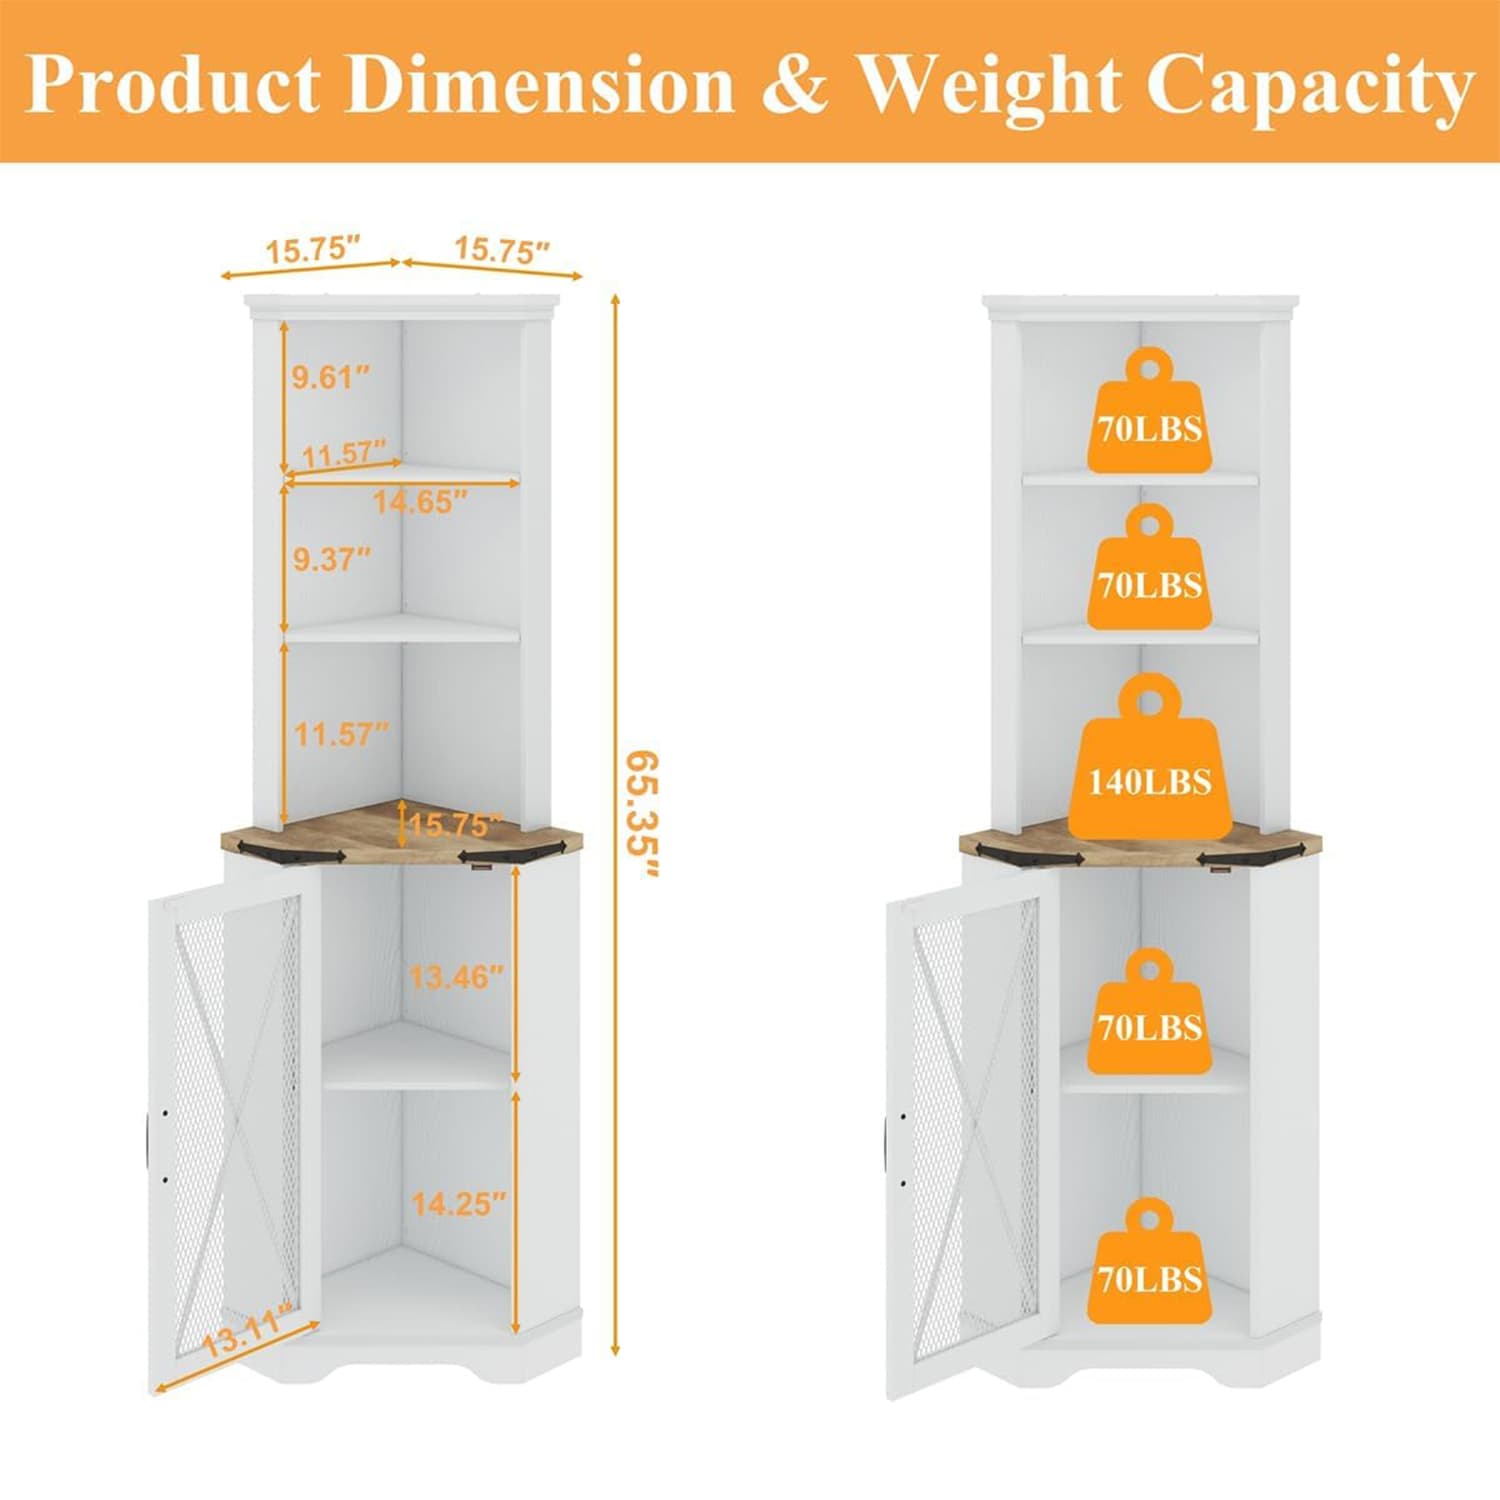 Product Dimension & Weight Capacity
15.75″ 15.75″
9.61″
11.57″
14.65″
9.37″
11.57″
15.75″
65.35″
13.46″
14.25″
13.11″
70LBS
70LBS
140LBS
70LBS
70LBS